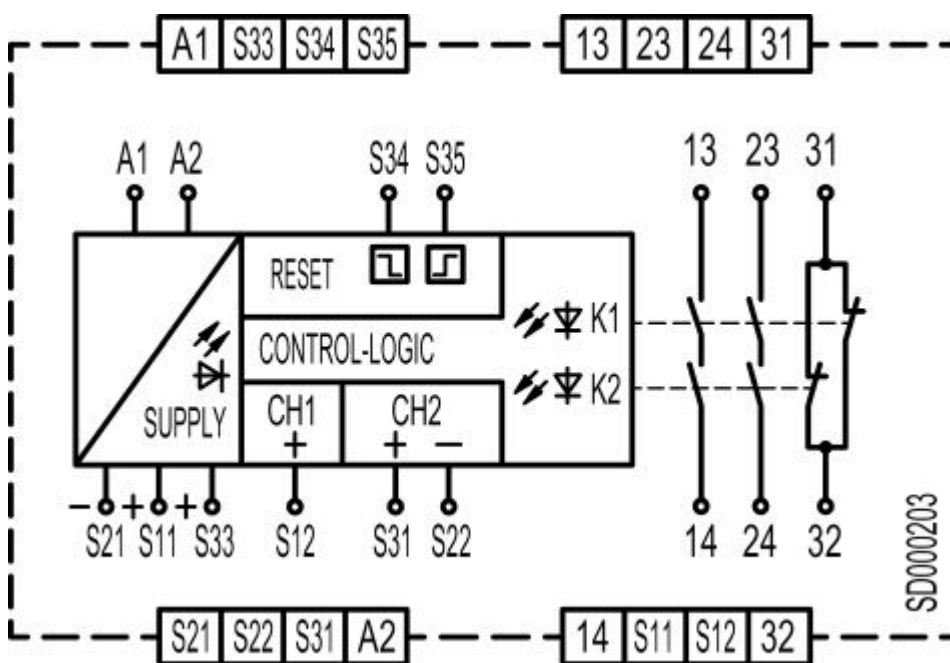 A1 S33 S34 S35 13 23 24 31
A1 A2 S34 S35 13 23 31
RESET
K1
CONTROL-LOGIC
K2
SUPPLY CH1 CH2
+ + −
− + +
S21 S11 S33 S12 S31 S22 14 24 32
SD000203
S21 S22 S31 A2 14 S11 S12 32